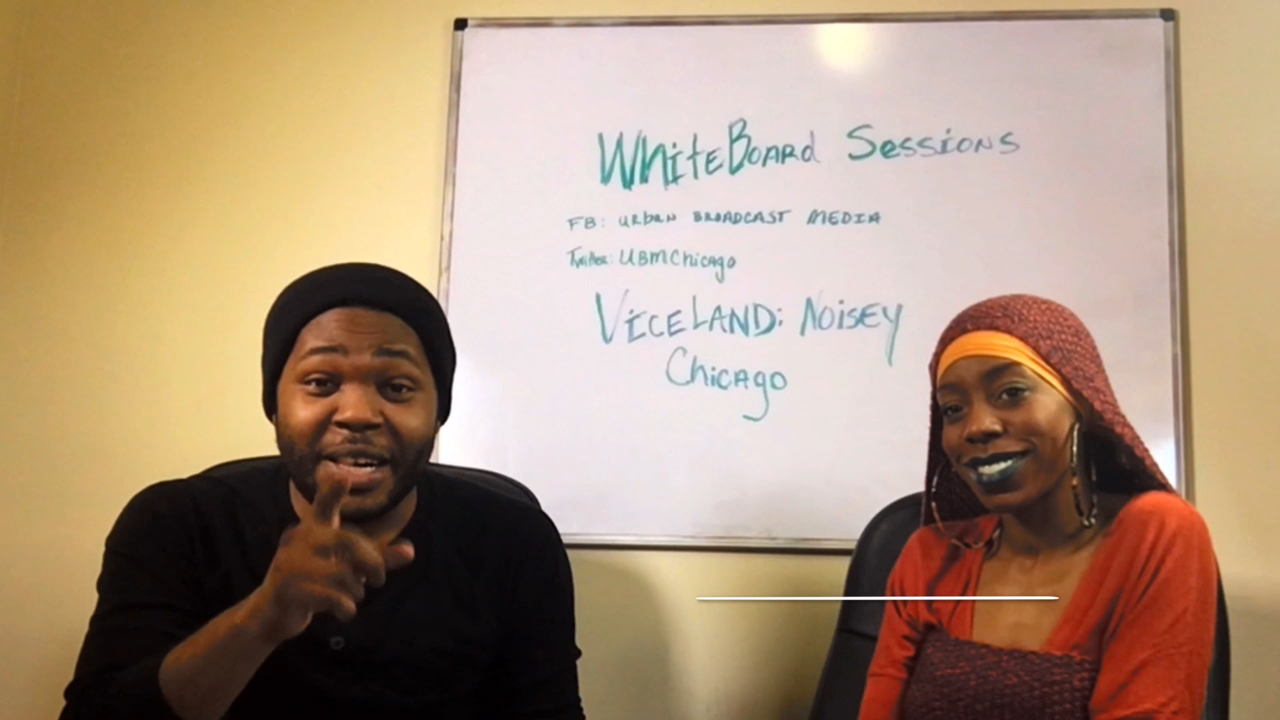 WHiteBoard Sessions
FB: URbaN BROADCAST MEDIA
Twitter: UBMChicago
VICELAND: NOISEY
CHICAGO